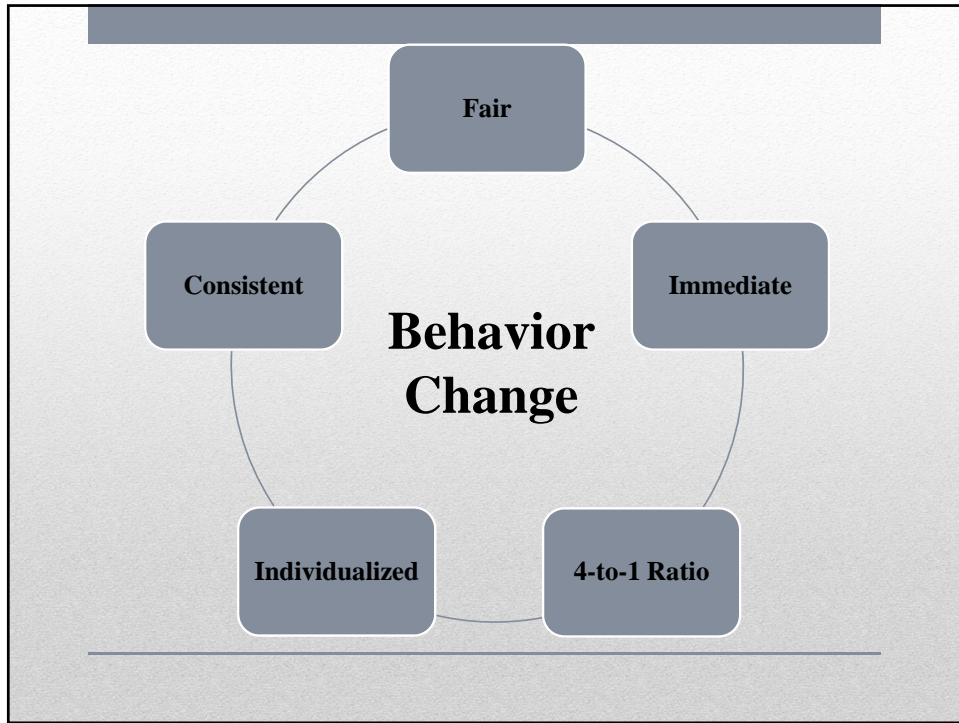 Fair
Consistent
Immediate
Behavior
Change
Individualized
4-to-1 Ratio